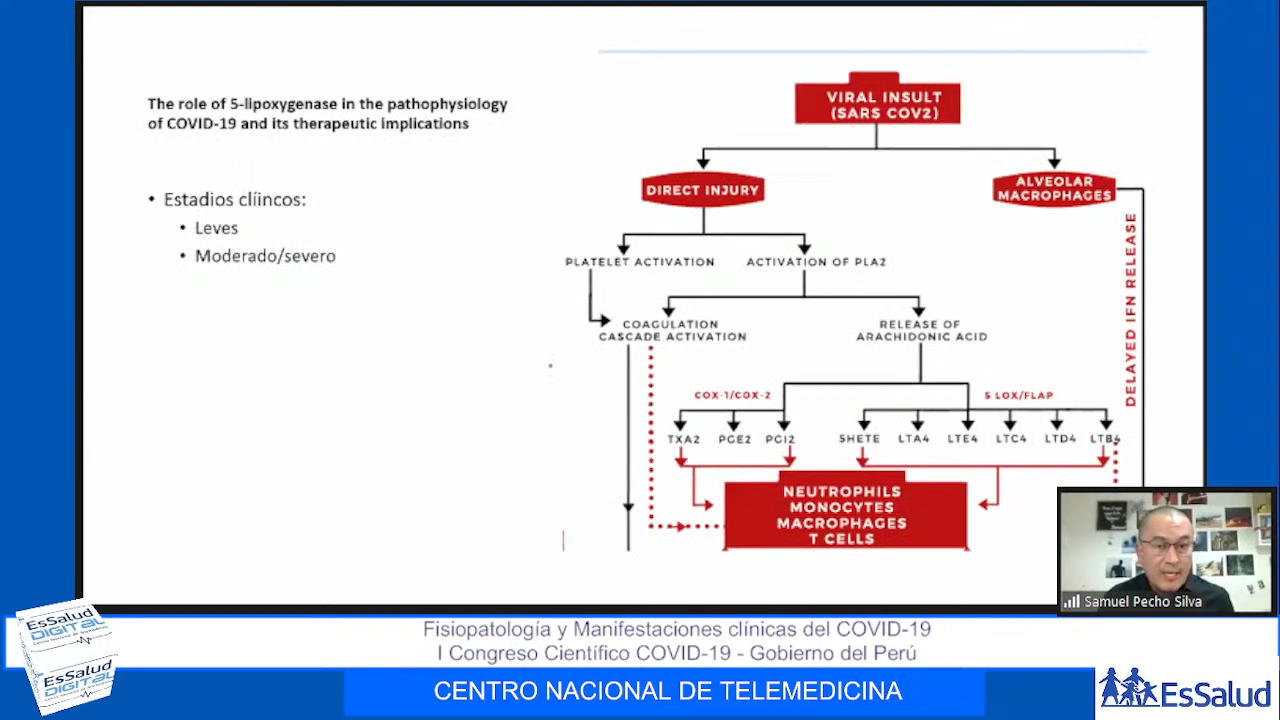 The role of 5-lipoxygenase in the pathophysiology
of COVID-19 and its therapeutic implications
• Estadios clíincos:
• Leves
• Moderado/severo
VIRAL INSULT
(SARS COV2)
DIRECT INJURY
ALVEOLAR
MACROPHAGES
PLATELET ACTIVATION
ACTIVATION OF PLA2
COAGULATION
CASCADE ACTIVATION
RELEASE OF
ARACHIDONIC ACID
DELAYED IFN RELEASE
COX-1/COX-2
5 LOX/FLAP
TXA2
PGE2
PGI2
5HETE
LTA4
LTE4
LTC4
LTD4
LTB4
NEUTROPHILS
MONOCYTES
MACROPHAGES
T CELLS
Samuel Pecho Silva
EsSalud
DIGITAL
EsSalud
DIGITAL
Fisiopatología y Manifestaciones clínicas del COVID-19
I Congreso Científico COVID-19 - Gobierno del Perú
CENTRO NACIONAL DE TELEMEDICINA
EsSalud